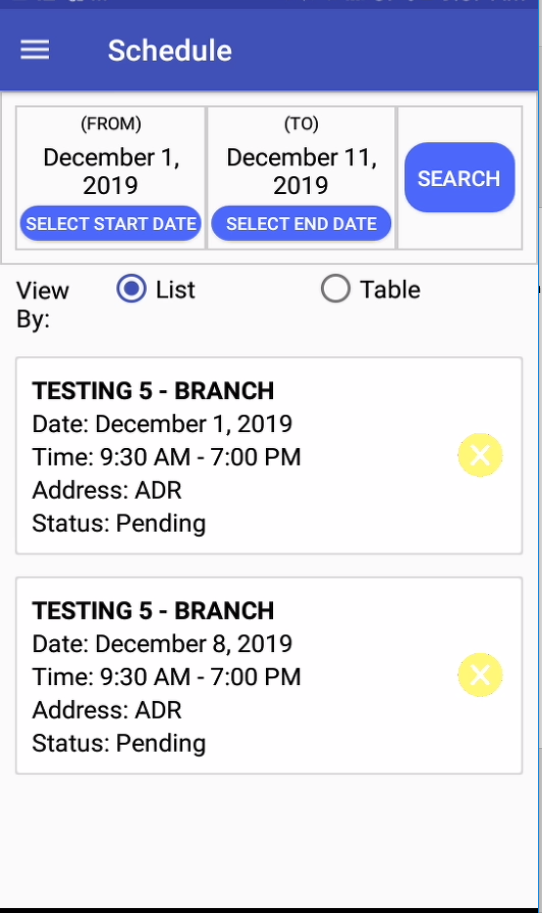 Schedule
(FROM)
December 1,
2019
SELECT START DATE
(TO)
December 11,
2019
SELECT END DATE
SEARCH
View
By:
List
Table
TESTING 5 - BRANCH
Date: December 1, 2019
Time: 9:30 AM - 7:00 PM
Address: ADR
Status: Pending
TESTING 5 - BRANCH
Date: December 8, 2019
Time: 9:30 AM - 7:00 PM
Address: ADR
Status: Pending